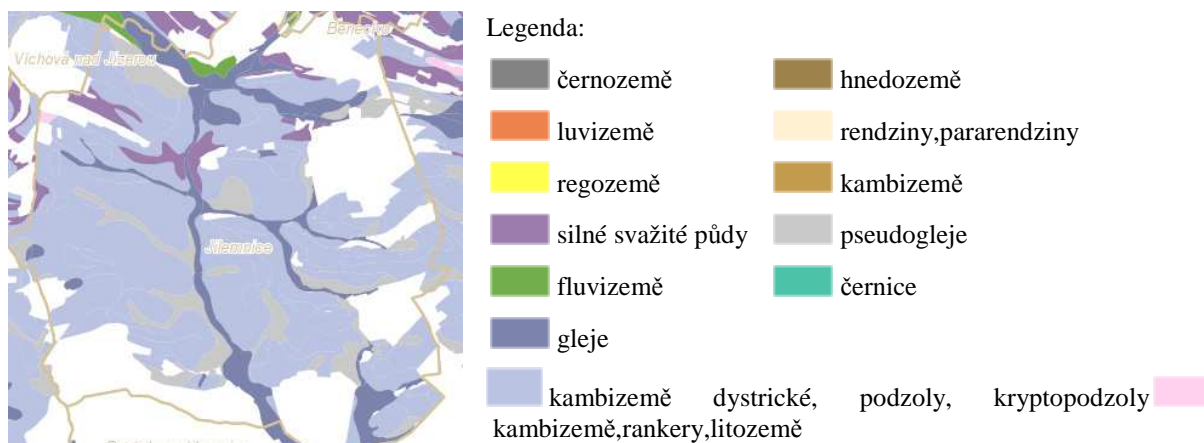 Benecko
Víchová nad Jizerou
Jilemnice
Legenda:
černozemě
hnedozemě
luvizemě
rendziny,pararendziny
regozemě
kambizemě
silné svažité půdy
pseudogleje
fluvizemě
černice
gleje
kambizemě dystrické, podzoly, kryptopodzoly
kambizemě,rankery,litozemě